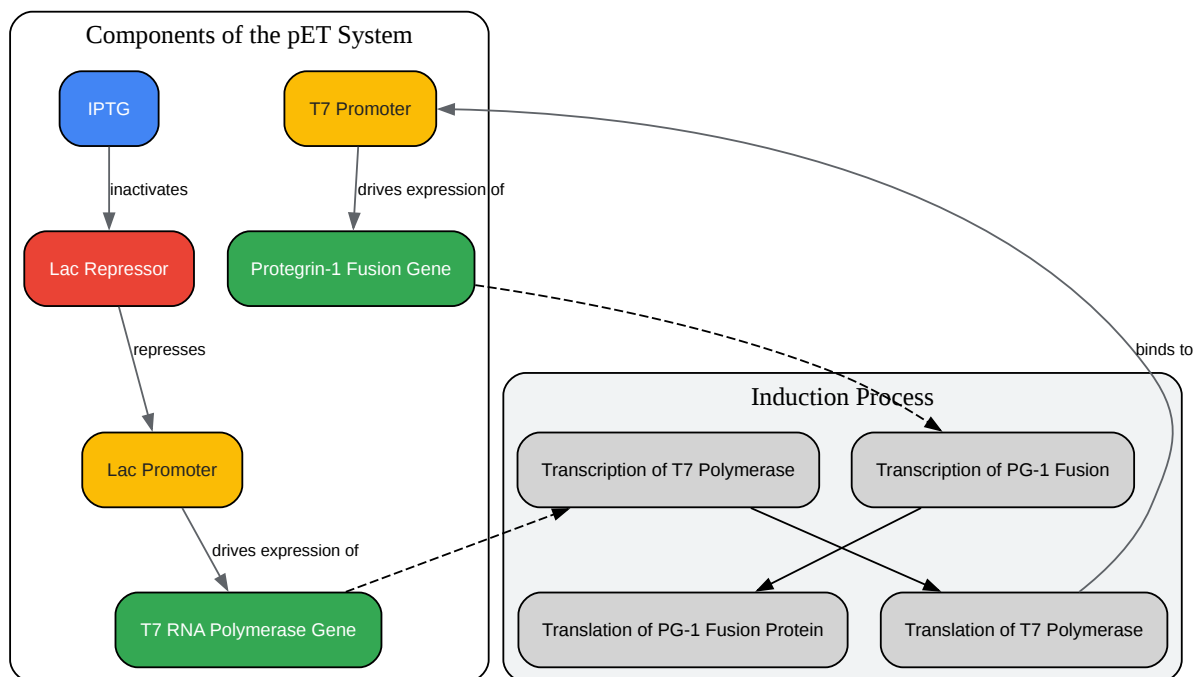 Components of the pET System
IPTG
T7 Promoter
inactivates
drives expression of
Lac Repressor
Protegrin-1 Fusion Gene
represses
binds to
Induction Process
Lac Promoter
Transcription of T7 Polymerase
Transcription of PG-1 Fusion
drives expression of
T7 RNA Polymerase Gene
Translation of PG-1 Fusion Protein
Translation of T7 Polymerase